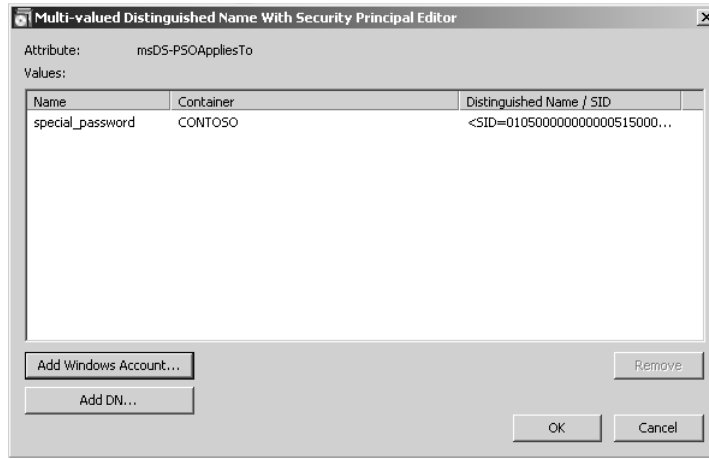 Multi-valued Distinguished Name With Security Principal Editor
Attribute: msDS-PSOAppliesTo
Values:
Name Container Distinguished Name / SID
special_password CONTOSO <SID=010500000000000515000...
Add Windows Account... Remove
Add DN...
OK Cancel